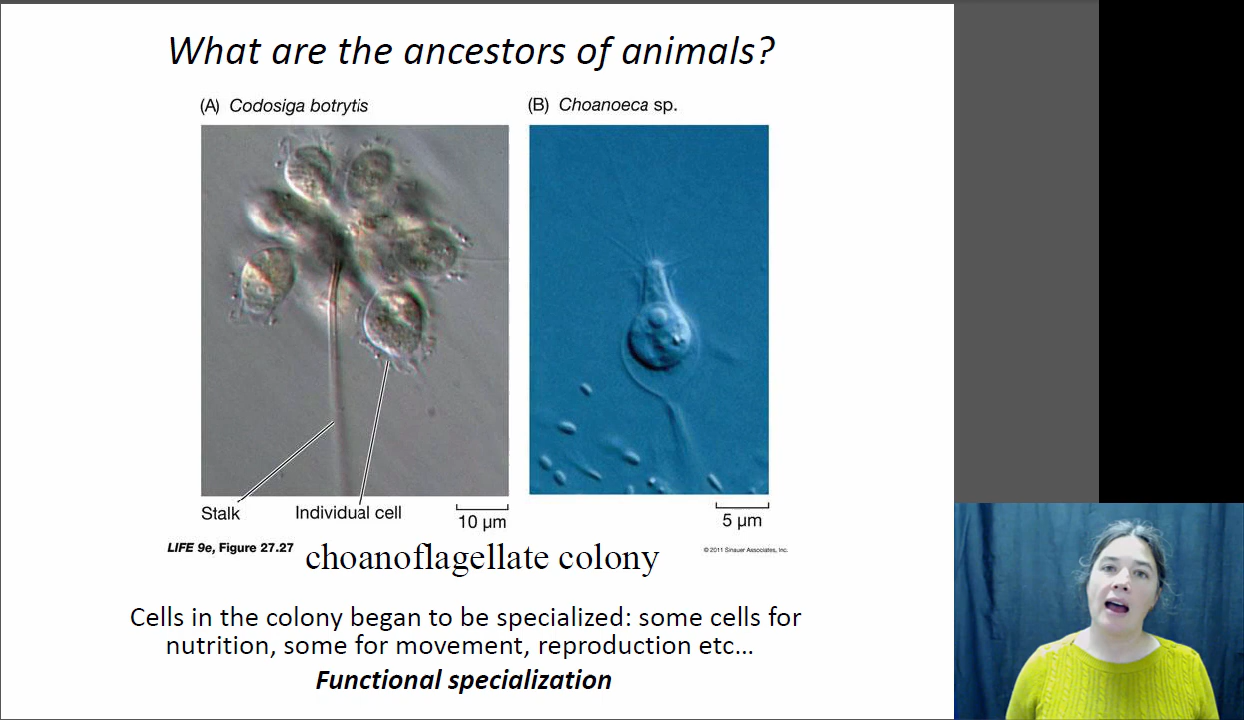 What are the ancestors of animals?
(A) Codosiga botrytis
(B) Choanoeca sp.
Stalk
Individual cell
10 µm
5 µm
LIFE 9e, Figure 27.27
© 2011 Sinauer Associates, Inc.
choanoflagellate colony
Cells in the colony began to be specialized: some cells for
nutrition, some for movement, reproduction etc...
Functional specialization